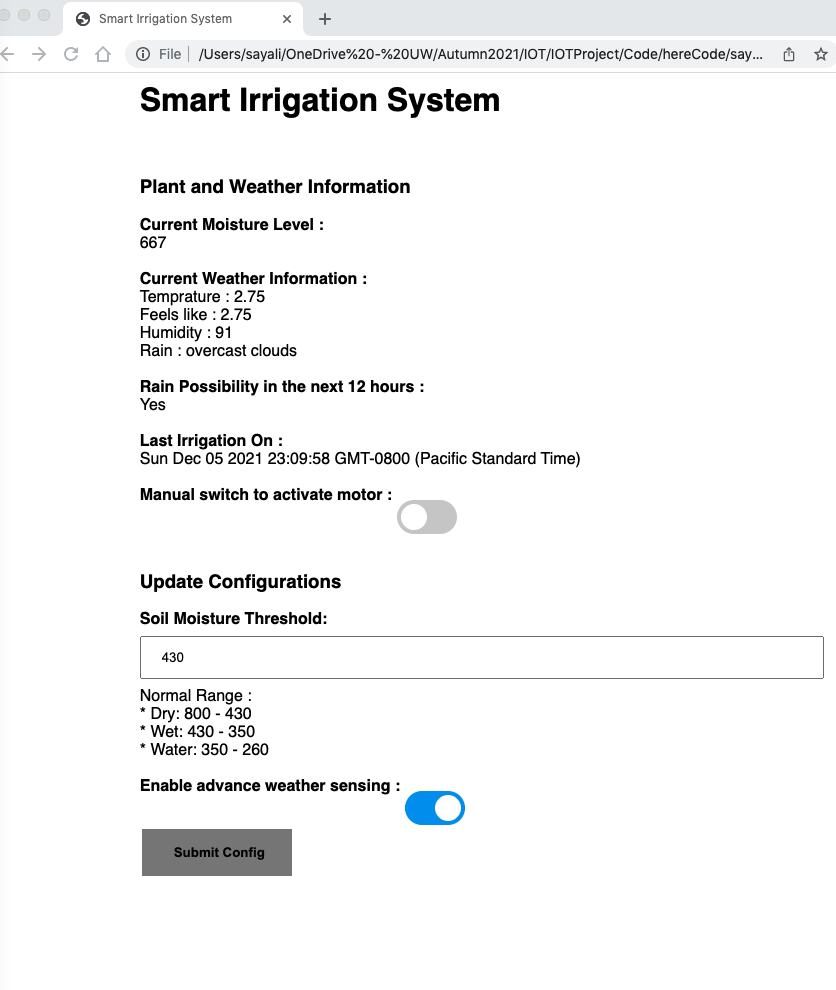 Smart Irrigation System
File
/Users/sayali/OneDrive%20-%20UW/Autumn2021/IOT/IOTProject/Code/hereCode/say...
Smart Irrigation System
Plant and Weather Information
Current Moisture Level :
667
Current Weather Information :
Temprature : 2.75
Feels like : 2.75
Humidity : 91
Rain : overcast clouds
Rain Possibility in the next 12 hours :
Yes
Last Irrigation On :
Sun Dec 05 2021 23:09:58 GMT-0800 (Pacific Standard Time)
Manual switch to activate motor :
Update Configurations
Soil Moisture Threshold:
430
Normal Range :
* Dry: 800 - 430
* Wet: 430 - 350
* Water: 350 - 260
Enable advance weather sensing :
Submit Config